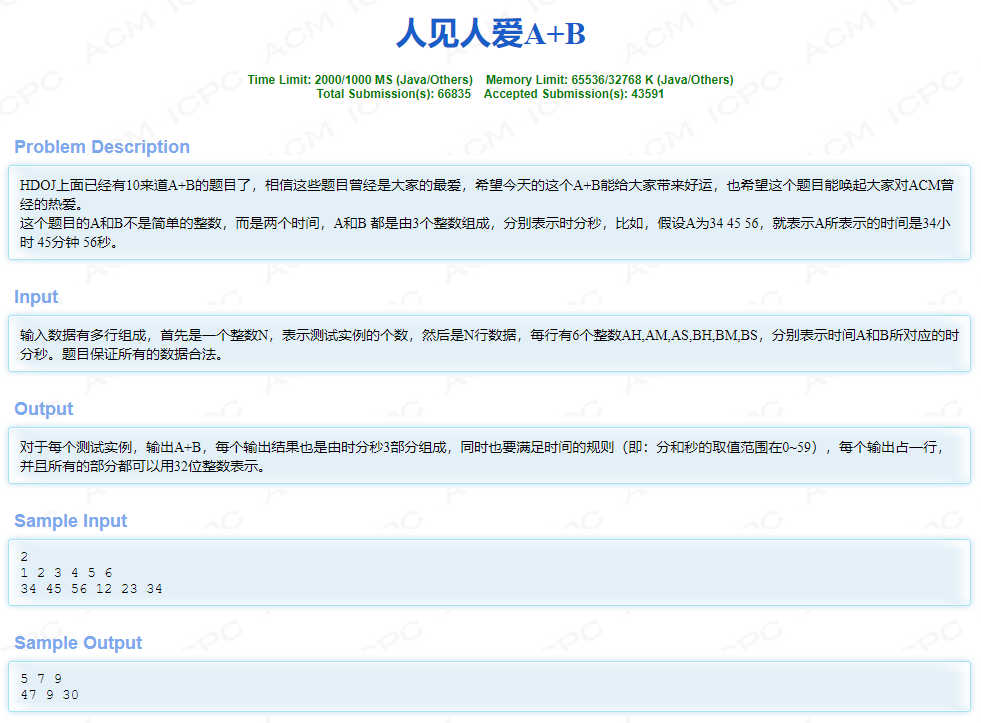 人见人爱A+B
Time Limit: 2000/1000 MS (Java/Others)    Memory Limit: 65536/32768 K (Java/Others)
Total Submission(s): 66835    Accepted Submission(s): 43591
Problem Description
HDOJ上面已经有10来道A+B的题目了，相信这些题目曾经是大家的最爱，希望今天的这个A+B能给大家带来好运，也希望这个题目能唤起大家对ACM曾
经的热爱。
这个题目的A和B不是简单的整数，而是两个时间，A和B 都是由3个整数组成，分别表示时分秒，比如，假设A为34 45 56，就表示A所表示的时间是34小
时 45分钟 56秒。
Input
输入数据有多行组成，首先是一个整数N，表示测试实例的个数，然后是N行数据，每行有6个整数AH,AM,AS,BH,BM,BS，分别表示时间A和B所对应的时
分秒。题目保证所有的数据合法。
Output
对于每个测试实例，输出A+B，每个输出结果也是由时分秒3部分组成，同时也要满足时间的规则（即：分和秒的取值范围在0~59），每个输出占一行，
并且所有的部分都可以用32位整数表示。
Sample Input
2
1 2 3 4 5 6
34 45 56 12 23 34
Sample Output
5 7 9
47 9 30